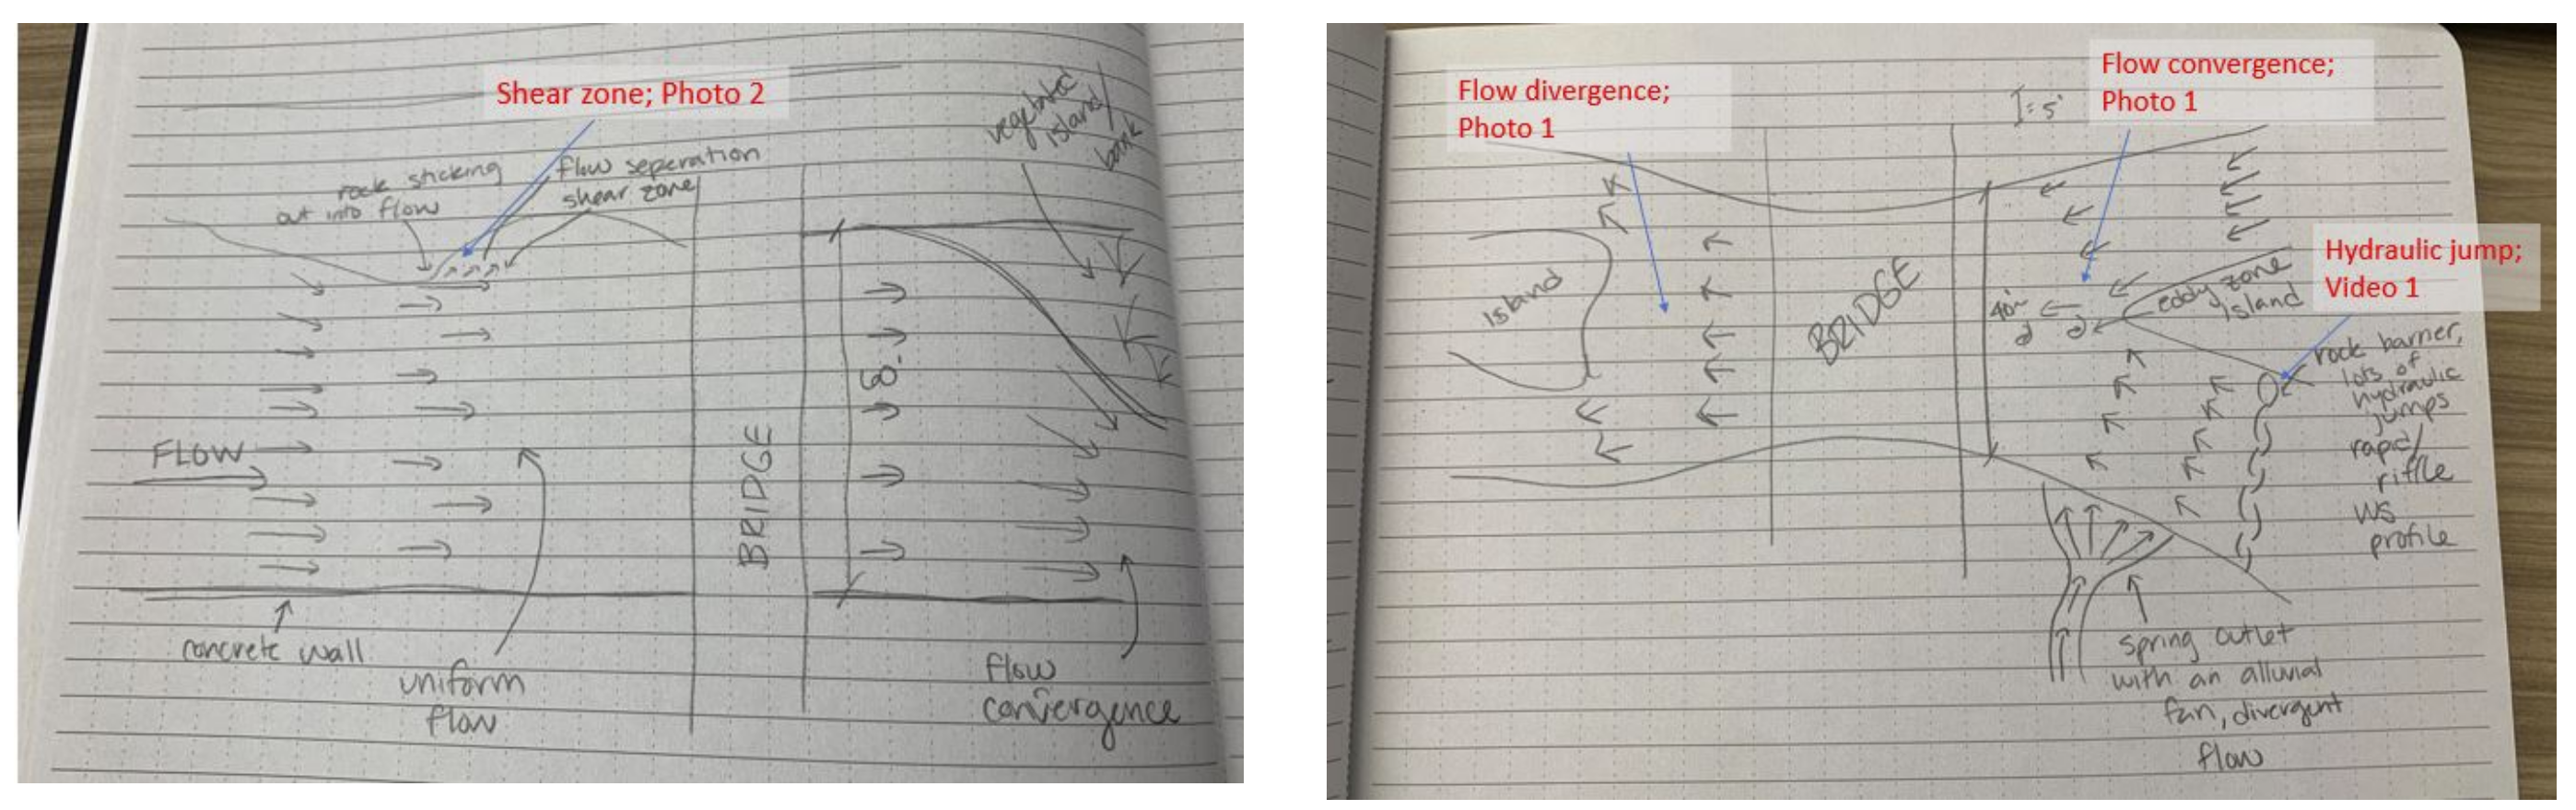 Shear zone; Photo 2
vegetated
island/
bank
rock sticking
out into flow
flow seperation
shear zone
FLOW
BRIDGE
60'
concrete wall
uniform
flow
flow
convergence
Flow divergence;
Photo 1
Flow convergence;
Photo 1
= 5'
Hydraulic jump;
Video 1
island
BRIDGE
40'
eddy zone
island
rock barrier,
lots of
hydraulic
jumps
rapid/
riffle
WS
profile
spring outlet
with an alluvial
fan, divergent
flow